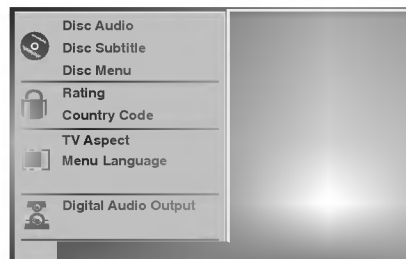 Disc Audio
Disc Subtitle
Disc Menu
Rating
Country Code
TV Aspect
Menu Language
Digital Audio Output